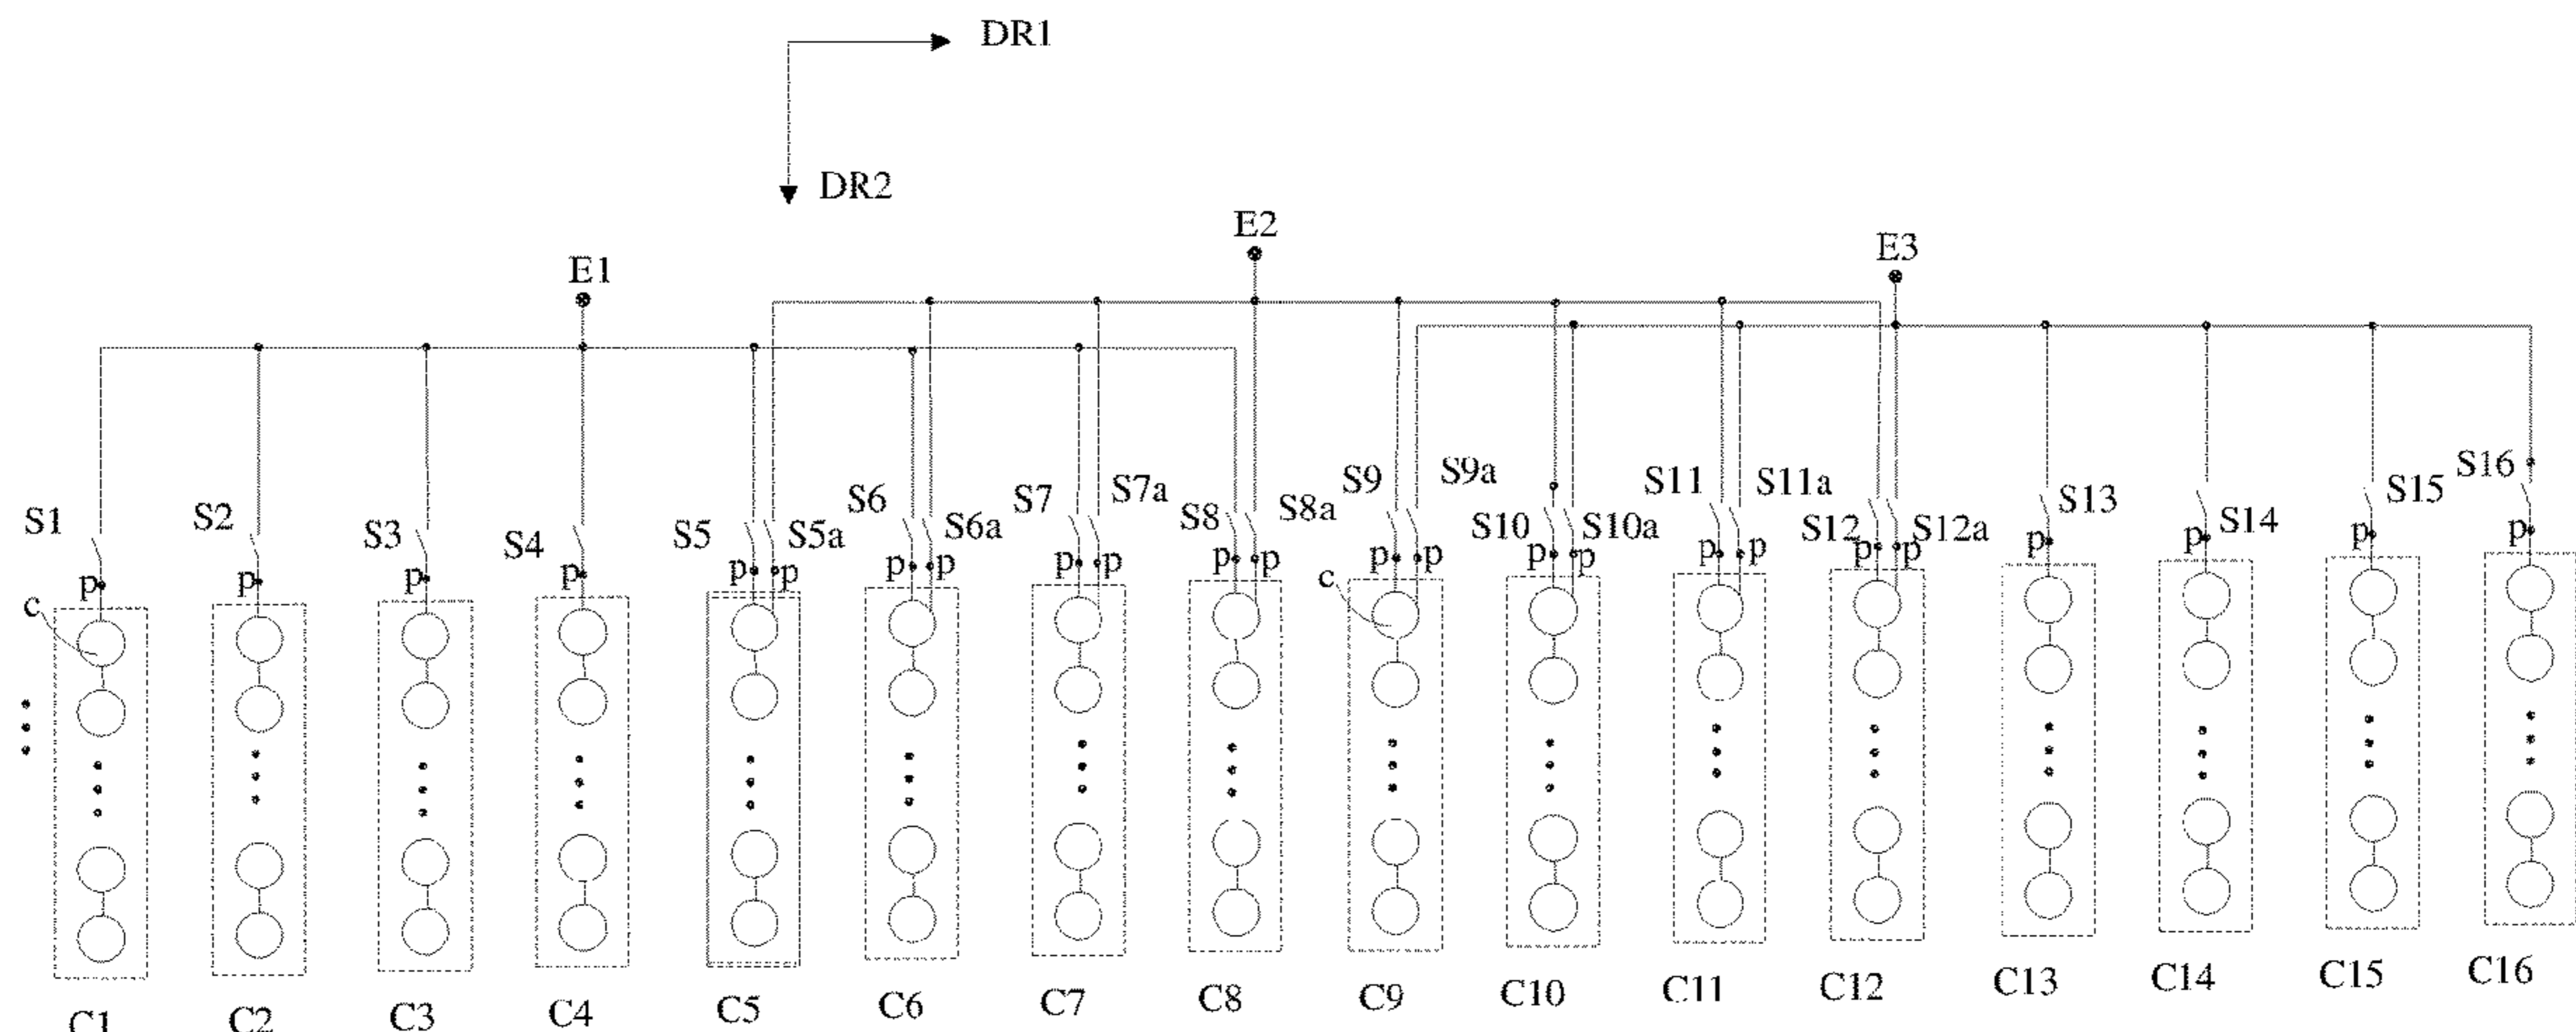 DR1
DR2
E1 E2 E3
S1 S2 S3 S4 S5 S5a S6 S6a S7 S7a S8 S8a S9 S9a S10 S10a S11 S11a S12 S12a S13 S14 S15 S16
p p p p p p p p p p p p p p p p p p p p p p p p
c c
C1 C2 C3 C4 C5 C6 C7 C8 C9 C10 C11 C12 C13 C14 C15 C16